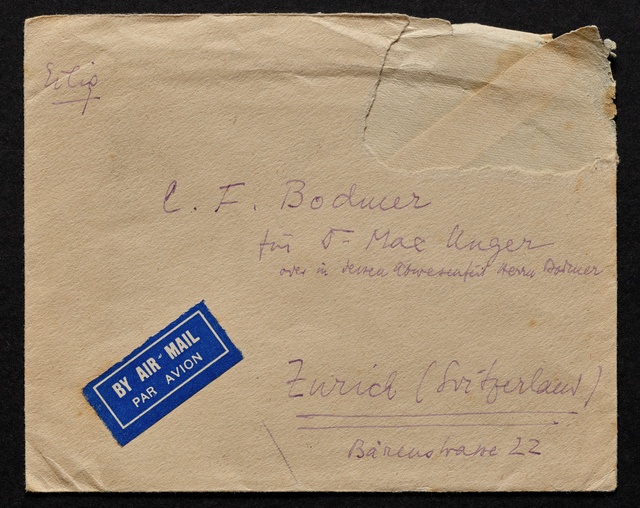 Eilig
C. F. Bodmer
für Dr Max Unger
oder in dessen Abwesenheit Herrn Bodmer
BY AIR-MAIL
PAR AVION
Zürich (Switzerland)
Bärenstrasse 22